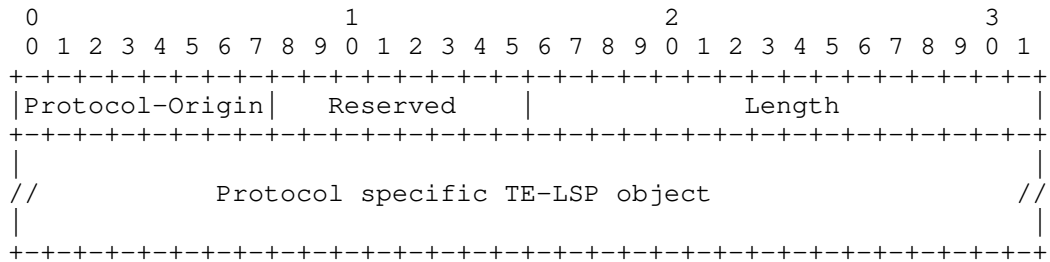 0                   1                   2                   3
 0 1 2 3 4 5 6 7 8 9 0 1 2 3 4 5 6 7 8 9 0 1 2 3 4 5 6 7 8 9 0 1
+-+-+-+-+-+-+-+-+-+-+-+-+-+-+-+-+-+-+-+-+-+-+-+-+-+-+-+-+-+-+-+-+
|Protocol-Origin|   Reserved    |             Length            |
+-+-+-+-+-+-+-+-+-+-+-+-+-+-+-+-+-+-+-+-+-+-+-+-+-+-+-+-+-+-+-+-+
|                                                               |
//           Protocol specific TE-LSP object                   //
|                                                               |
+-+-+-+-+-+-+-+-+-+-+-+-+-+-+-+-+-+-+-+-+-+-+-+-+-+-+-+-+-+-+-+-+